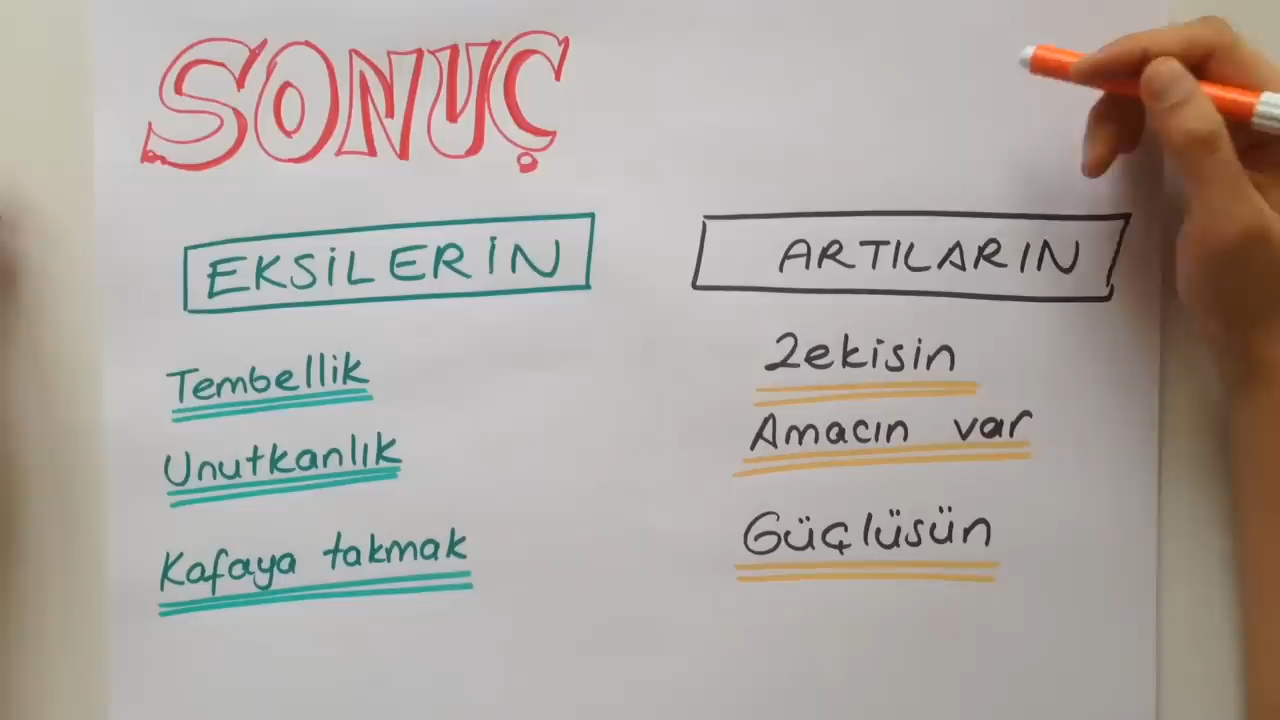 SONUÇ
EKSİLERİN
Tembellik
Unutkanlık
Kafaya takmak
ARTILARIN
Zekisin
Amacın var
Güçlüsün